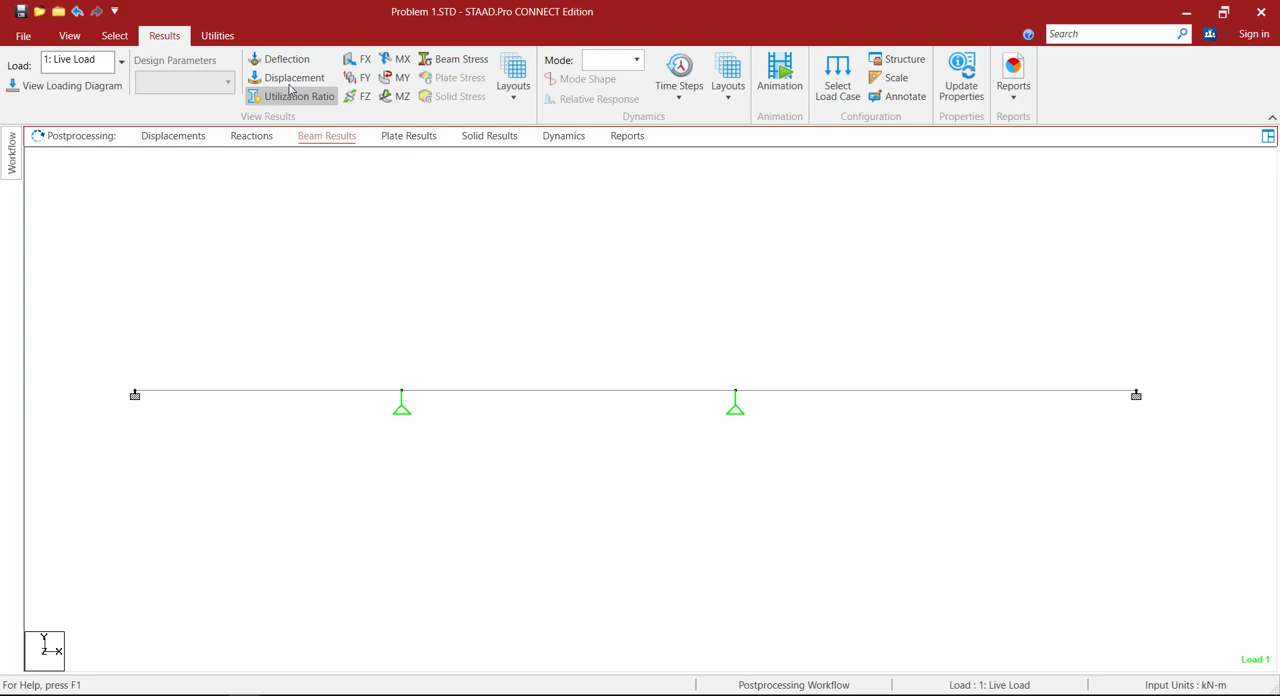 Problem 1.STD - STAAD.Pro CONNECT Edition
File View Select Results Utilities Search Sign in
Load: 1: Live Load
View Loading Diagram
Design Parameters
Deflection
Displacement
Utilization Ratio
FX MX Beam Stress
FY MY Plate Stress
FZ MZ Solid Stress
Layouts
View Results
Mode:
Mode Shape
Relative Response
Time Steps
Layouts
Dynamics
Animation
Animation
Select
Load Case
Structure
Scale
Annotate
Configuration
Update
Properties
Properties
Reports
Reports
Workflow
Postprocessing: Displacements Reactions Beam Results Plate Results Solid Results Dynamics Reports
Y
Z X
Load 1
For Help, press F1 Postprocessing Workflow Load : 1: Live Load Input Units : kN-m